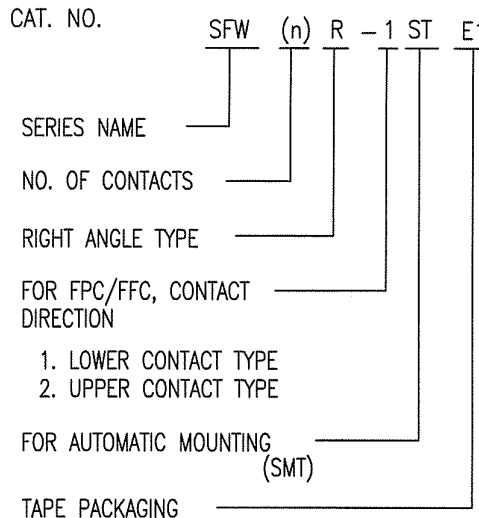 CAT. NO.
SFW (n) R - 1 ST E1
SERIES NAME
NO. OF CONTACTS
RIGHT ANGLE TYPE
FOR FPC/FFC, CONTACT
DIRECTION
1. LOWER CONTACT TYPE
2. UPPER CONTACT TYPE
FOR AUTOMATIC MOUNTING
(SMT)
TAPE PACKAGING